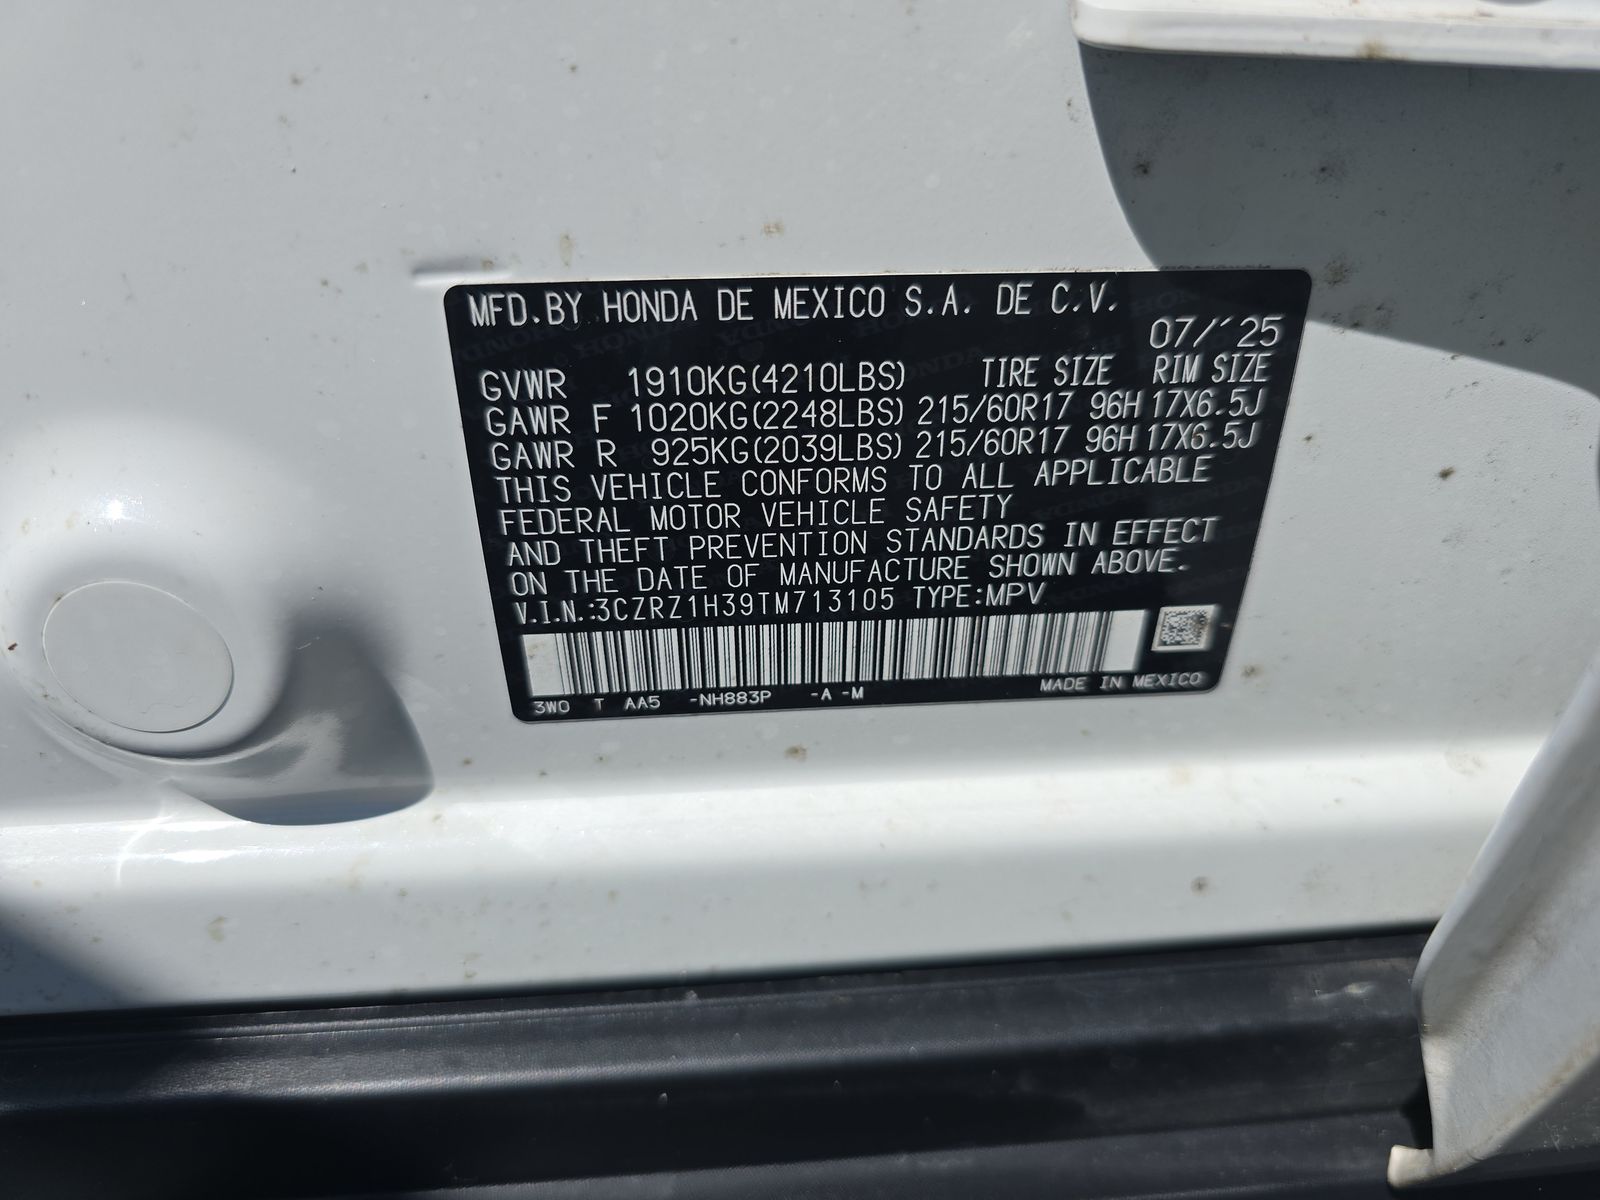 MFD.BY HONDA DE MEXICO S.A. DE C.V.
07/´25
GVWR 1910KG(4210LBS) TIRE SIZE RIM SIZE
GAWR F 1020KG(2248LBS) 215/60R17 96H 17X6.5J
GAWR R 925KG(2039LBS) 215/60R17 96H 17X6.5J
THIS VEHICLE CONFORMS TO ALL APPLICABLE
FEDERAL MOTOR VEHICLE SAFETY
AND THEFT PREVENTION STANDARDS IN EFFECT
ON THE DATE OF MANUFACTURE SHOWN ABOVE.
V.I.N.:3CZRZ1H39TM713105 TYPE:MPV
3W0 T AA5 -NH883P -A -M MADE IN MEXICO